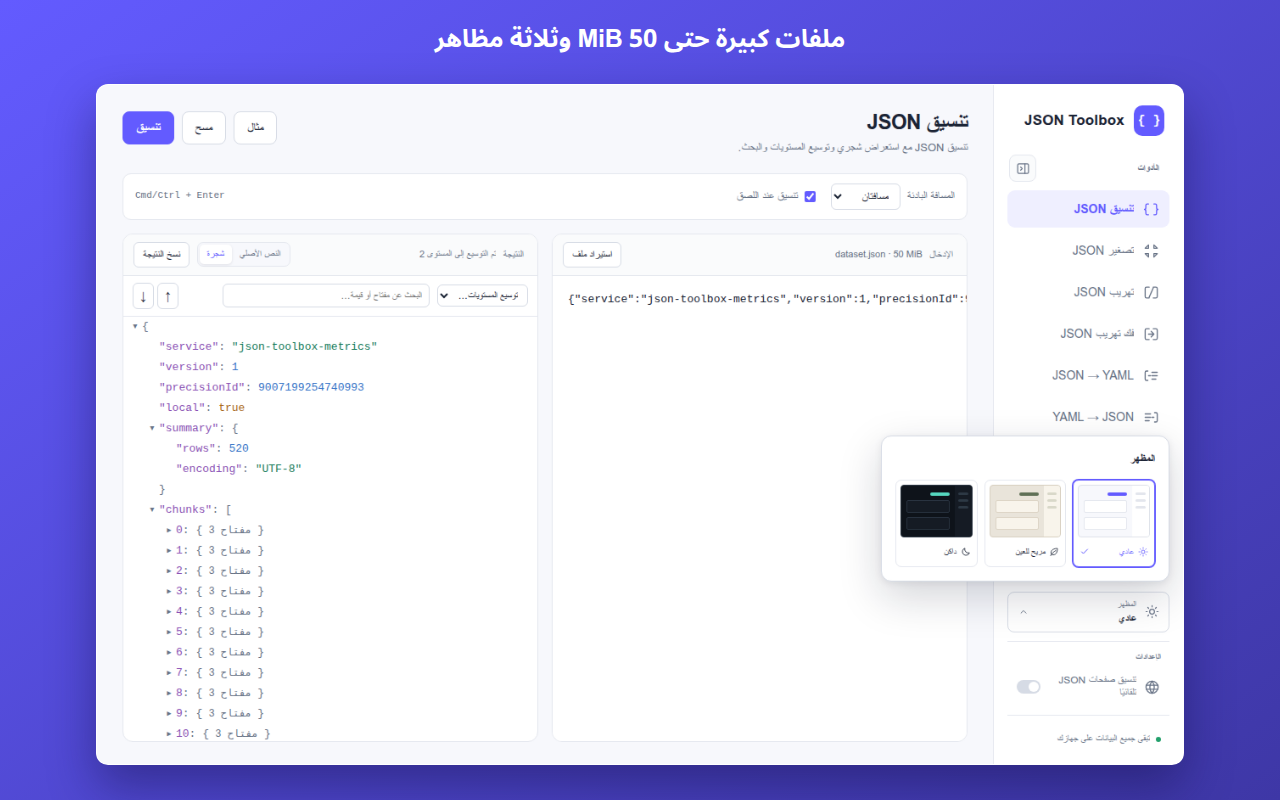 ملفات كبيرة حتى 50 MiB وثلاثة مظاهر
{ } JSON Toolbox
الأدوات
{ } تنسيق JSON
تصغير JSON
تهريب JSON
فك تهريب JSON
JSON → YAML
YAML → JSON
المظهر
عادي
مريح للعين
داكن
المظهر
عادي
الإعدادات
تنسيق صفحات JSON
تلقائيًا
تبقى جميع البيانات على جهازك
تنسيق JSON
تنسيق JSON مع استعراض شجري وتوسيع المستويات والبحث.
مثال
مسح
تنسيق
المسافة البادئة
مسافتان
تنسيق عند اللصق
Cmd/Ctrl + Enter
الإدخال
dataset.json · 50 MiB
استيراد ملف
{"service":"json-toolbox-metrics","version":1,"precisionId":
النتيجة
تم التوسيع إلى المستوى 2
النص الأصلي
شجرة
نسخ النتيجة
توسيع المستويات...
البحث عن مفتاح أو قيمة...
↑
↓
▼ {
"service": "json-toolbox-metrics"
"version": 1
"precisionId": 9007199254740993
"local": true
▼ "summary": {
"rows": 520
"encoding": "UTF-8"
}
▼ "chunks": [
▶ 0: { 3 مفتاح }
▶ 1: { 3 مفتاح }
▶ 2: { 3 مفتاح }
▶ 3: { 3 مفتاح }
▶ 4: { 3 مفتاح }
▶ 5: { 3 مفتاح }
▶ 6: { 3 مفتاح }
▶ 7: { 3 مفتاح }
▶ 8: { 3 مفتاح }
▶ 9: { 3 مفتاح }
▶ 10: { 3 مفتاح }